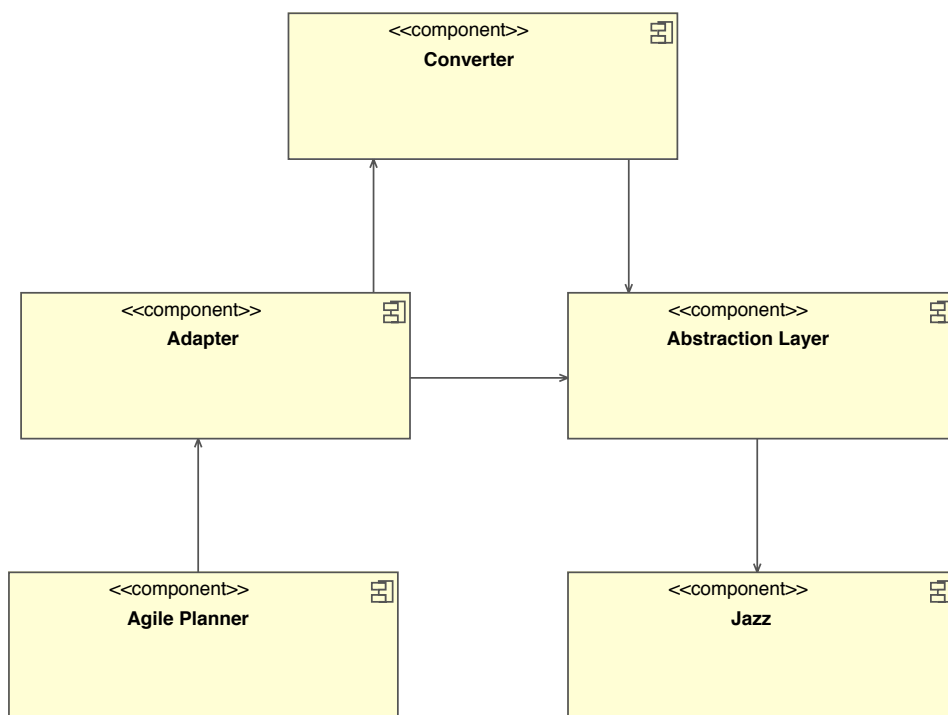 <<component>>
Converter
<<component>>
Adapter
<<component>>
Abstraction Layer
<<component>>
Agile Planner
<<component>>
Jazz